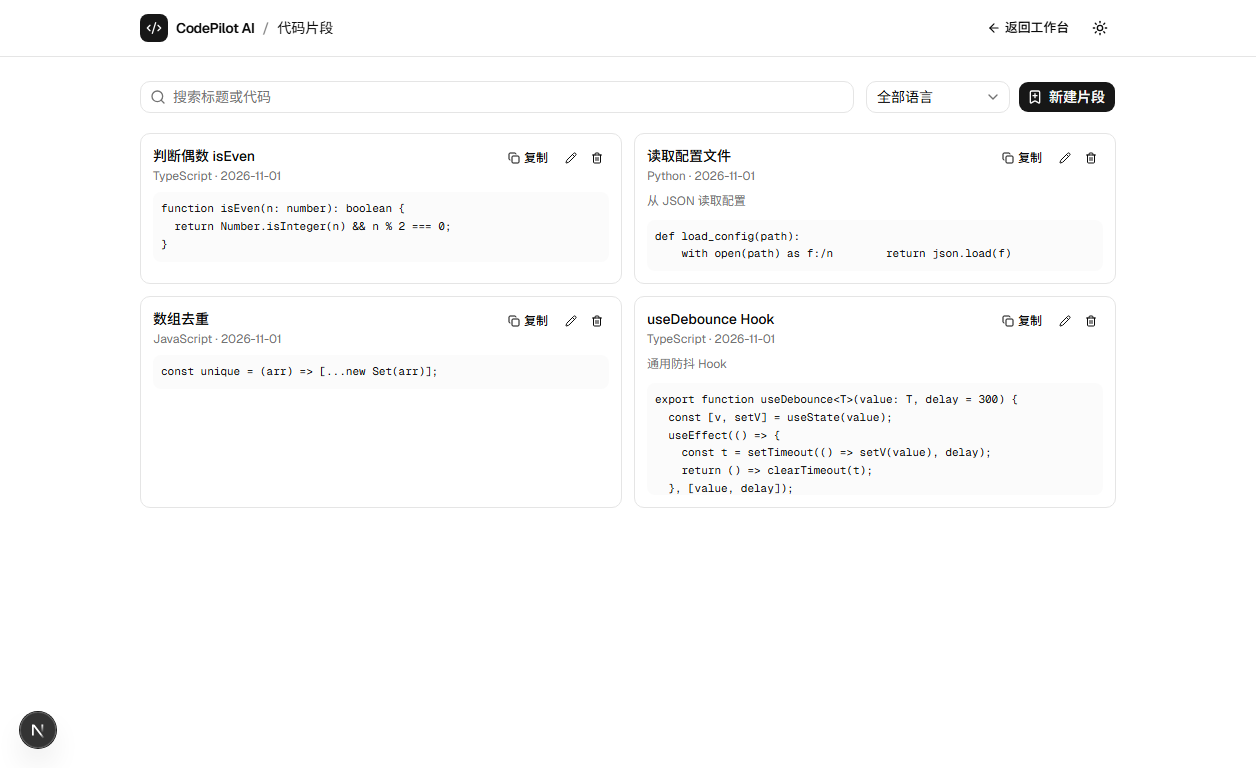 CodePilot AI / 代码片段
返回工作台
搜索标题或代码
全部语言
新建片段
判断偶数 isEven
复制
TypeScript · 2026-11-01
function isEven(n: number): boolean {
  return Number.isInteger(n) && n % 2 === 0;
}
读取配置文件
复制
Python · 2026-11-01
从 JSON 读取配置
def load_config(path):
    with open(path) as f:/n        return json.load(f)
数组去重
复制
JavaScript · 2026-11-01
const unique = (arr) => [...new Set(arr)];
useDebounce Hook
复制
TypeScript · 2026-11-01
通用防抖 Hook
export function useDebounce<T>(value: T, delay = 300) {
  const [v, setV] = useState(value);
  useEffect(() => {
    const t = setTimeout(() => setV(value), delay);
    return () => clearTimeout(t);
  }, [value, delay]);
N